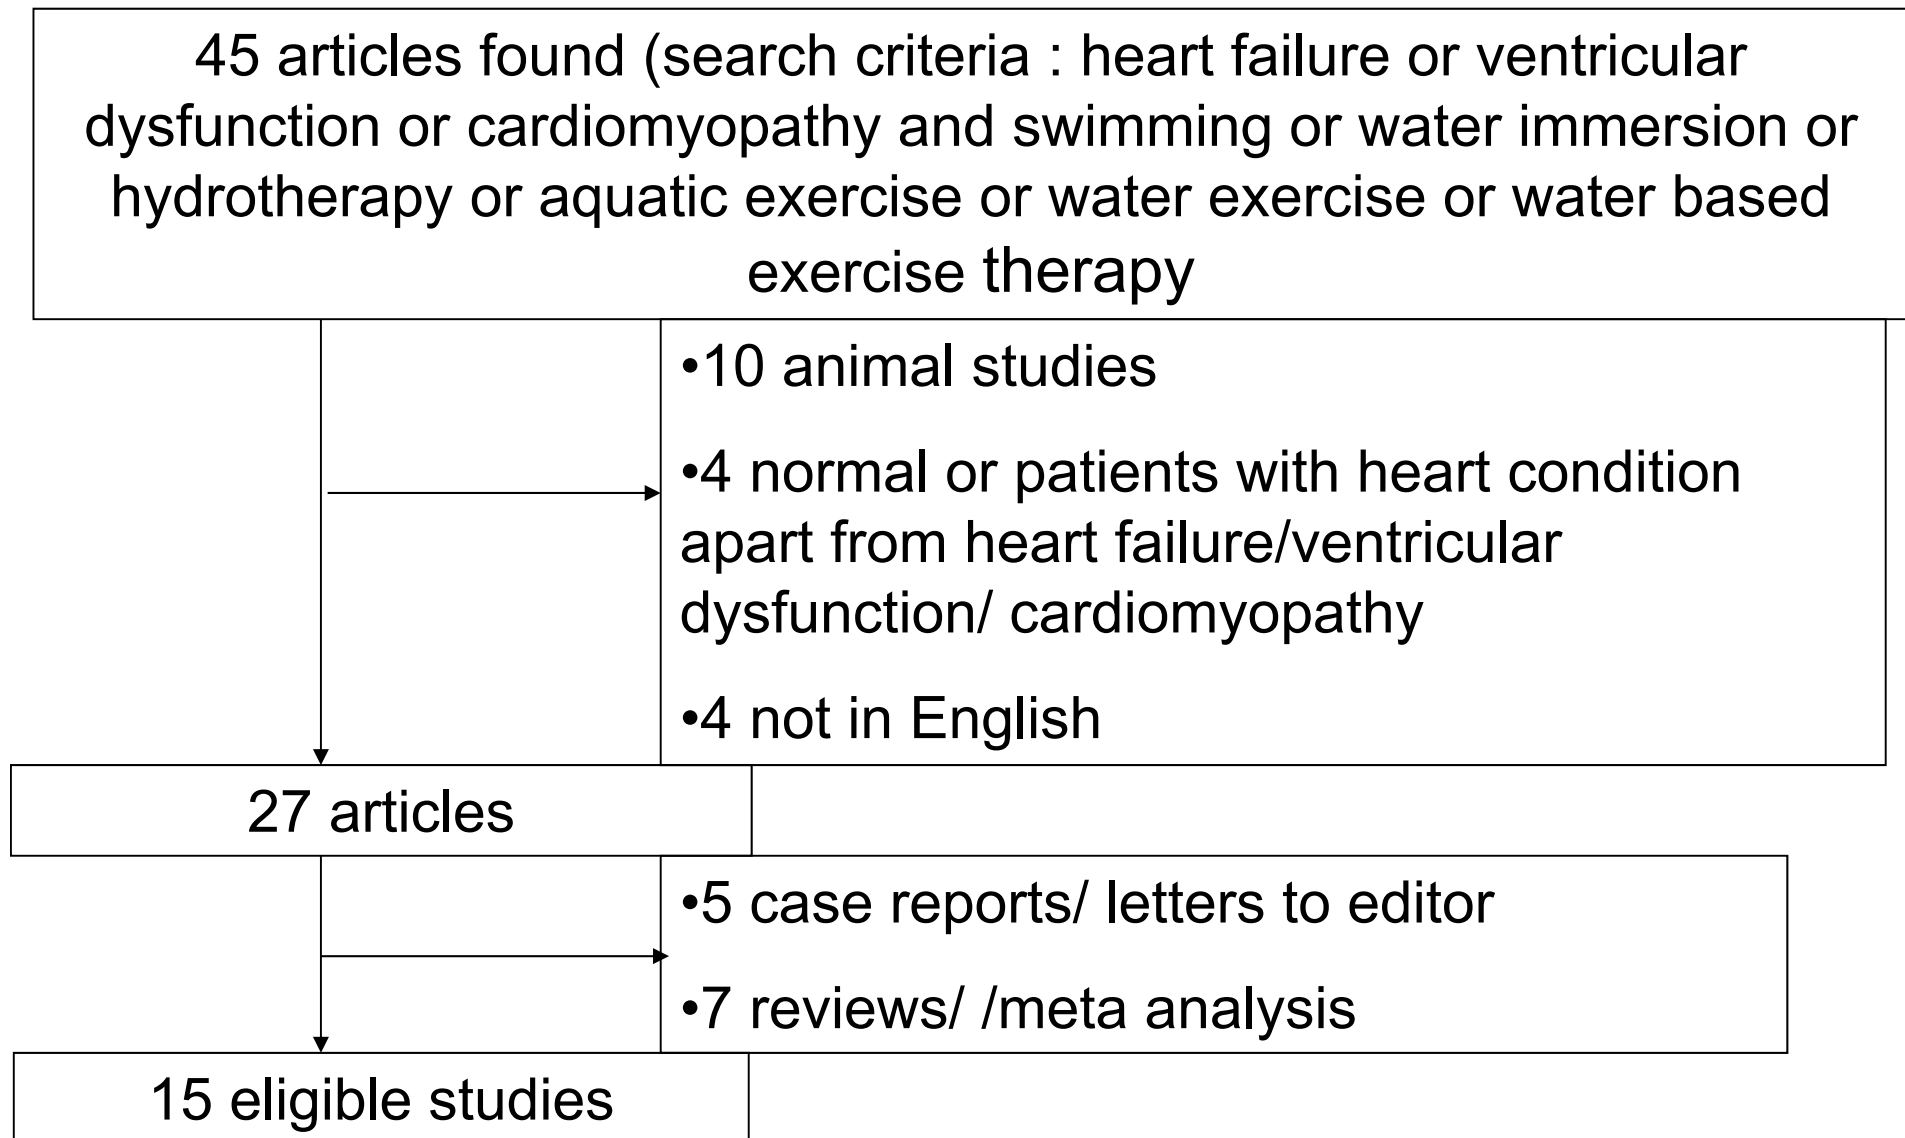 45 articles found (search criteria : heart failure or ventricular
dysfunction or cardiomyopathy and swimming or water immersion or
hydrotherapy or aquatic exercise or water exercise or water based
exercise therapy
•10 animal studies
•4 normal or patients with heart condition
apart from heart failure/ventricular
dysfunction/ cardiomyopathy
•4 not in English
27 articles
•5 case reports/ letters to editor
•7 reviews/ /meta analysis
15 eligible studies